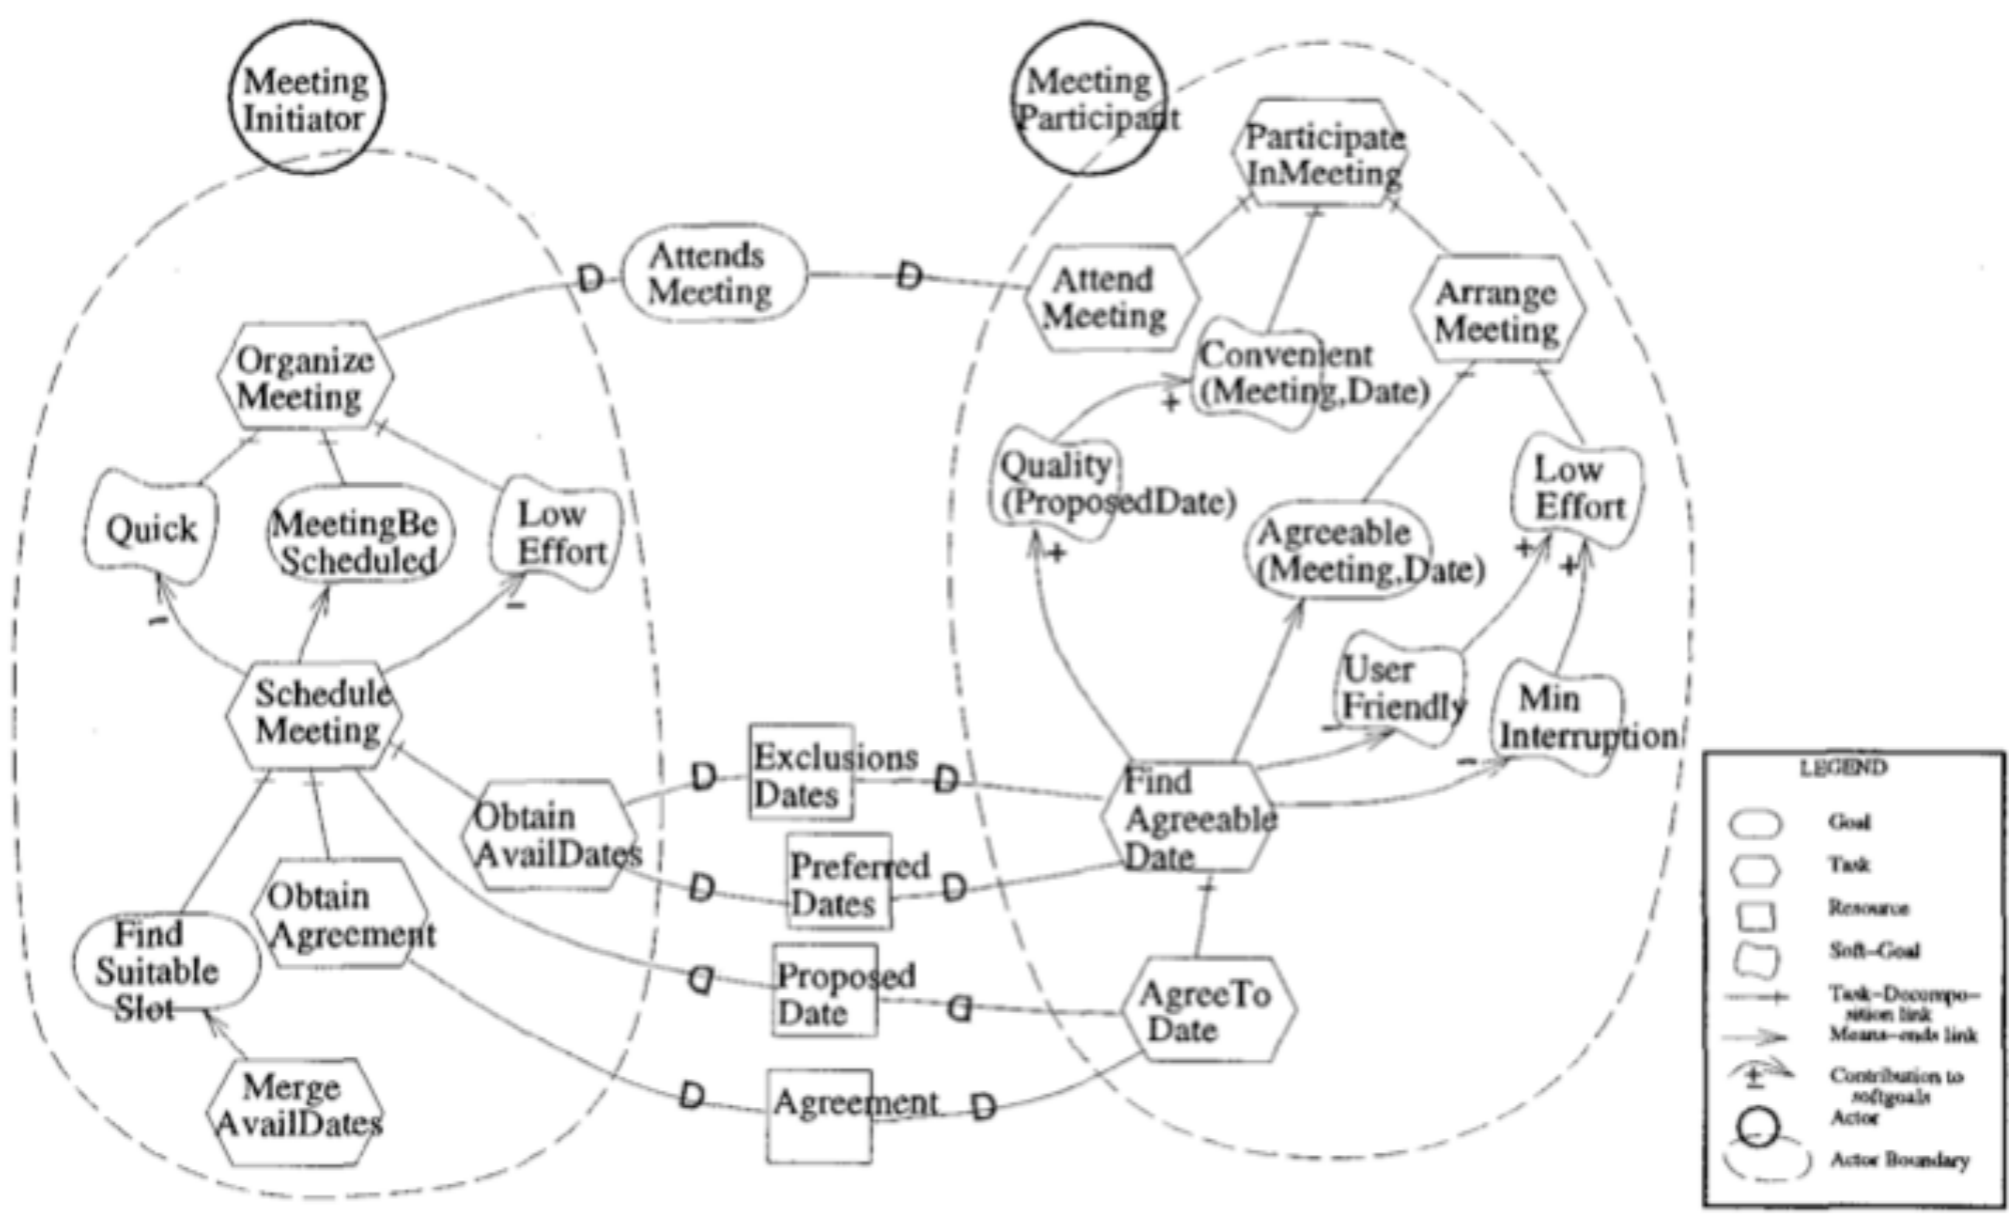 Meeting
Initiator
Meeting
Participant
Participate
InMeeting
Attends
Meeting
D
D
Attend
Meeting
Arrange
Meeting
Organize
Meeting
Convenient
(Meeting,Date)
+
Quality
(ProposedDate)
+
Low
Effort
+
+
Quick
MeetingBe
Scheduled
Low
Effort
Agreeable
(Meeting,Date)
-
-
User
Friendly
-
Min
Interruption
-
Schedule
Meeting
Exclusions
Dates
D
D
Obtain
AvailDates
Find
Agreeable
Date
Preferred
Dates
D
D
Obtain
Agreement
Find
Suitable
Slot
Proposed
Date
D
D
AgreeTo
Date
Merge
AvailDates
Agreement
D
D
LEGEND
Goal
Task
Resource
Soft-Goal
Task-Decompo-
sition link
Means-ends link
±
Contribution to
softgoals
Actor
Actor Boundary